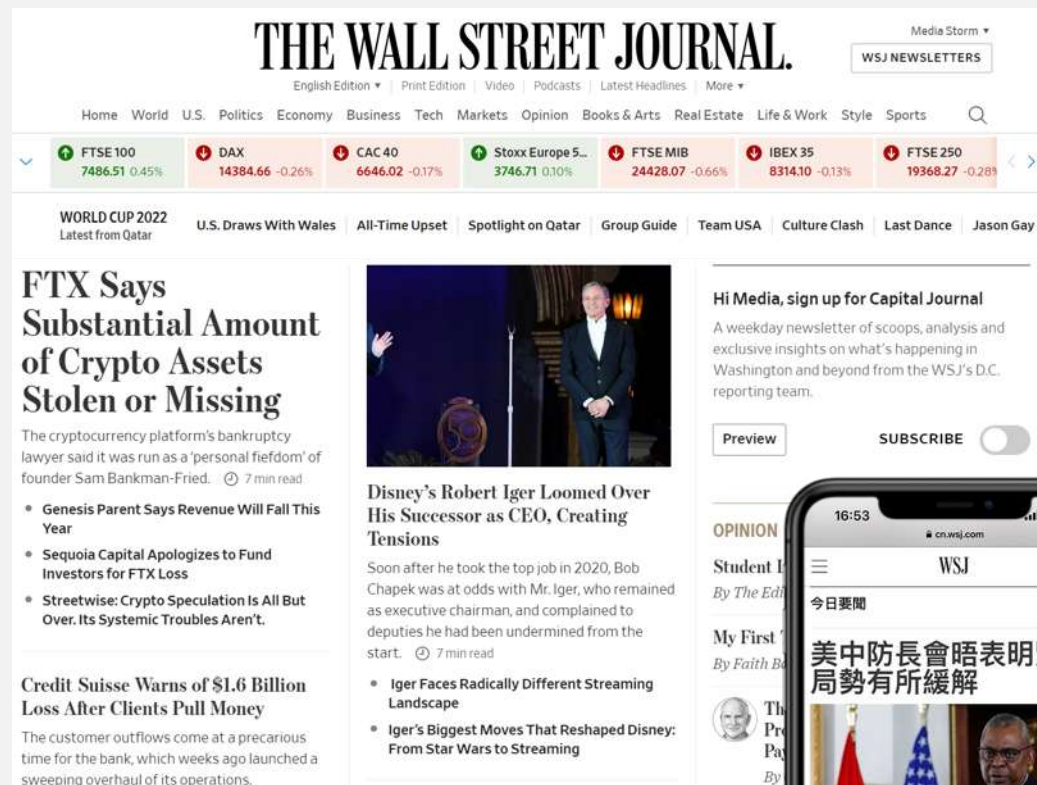 THE WALL STREET JOURNAL.
Media Storm
WSJ NEWSLETTERS
English Edition Print Edition Video Podcasts Latest Headlines More
Home World U.S. Politics Economy Business Tech Markets Opinion Books & Arts Real Estate Life & Work Style Sports
FTSE 100
7486.51 0.45%
DAX
14384.66 -0.26%
CAC 40
6646.02 -0.17%
Stoxx Europe 5...
3746.71 0.10%
FTSE MIB
24428.07 -0.66%
IBEX 35
8314.10 -0.13%
FTSE 250
19368.27 -0.28%
WORLD CUP 2022
Latest from Qatar
U.S. Draws With Wales All-Time Upset Spotlight on Qatar Group Guide Team USA Culture Clash Last Dance Jason Gay
FTX Says
Substantial Amount
of Crypto Assets
Stolen or Missing
The cryptocurrency platform's bankruptcy
lawyer said it was run as a 'personal fiefdom' of
founder Sam Bankman-Fried. 7 min read
Genesis Parent Says Revenue Will Fall This
Year
Sequoia Capital Apologizes to Fund
Investors for FTX Loss
Streetwise: Crypto Speculation Is All But
Over. Its Systemic Troubles Aren't.
Credit Suisse Warns of $1.6 Billion
Loss After Clients Pull Money
The customer outflows come at a precarious
time for the bank, which weeks ago launched a
sweeping overhaul of its operations.
50
Disney's Robert Iger Loomed Over
His Successor as CEO, Creating
Tensions
Soon after he took the top job in 2020, Bob
Chapek was at odds with Mr. Iger, who remained
as executive chairman, and complained to
deputies he had been undermined from the
start. 7 min read
Iger Faces Radically Different Streaming
Landscape
Iger's Biggest Moves That Reshaped Disney:
From Star Wars to Streaming
Hi Media, sign up for Capital Journal
A weekday newsletter of scoops, analysis and
exclusive insights on what's happening in
Washington and beyond from the WSJ's D.C.
reporting team.
Preview
SUBSCRIBE
OPINION
Student
By The
My First
By Faith
By
16:53
cn.wsj.com
WSJ
今日要聞
美中防長會晤表明
局勢有所緩解